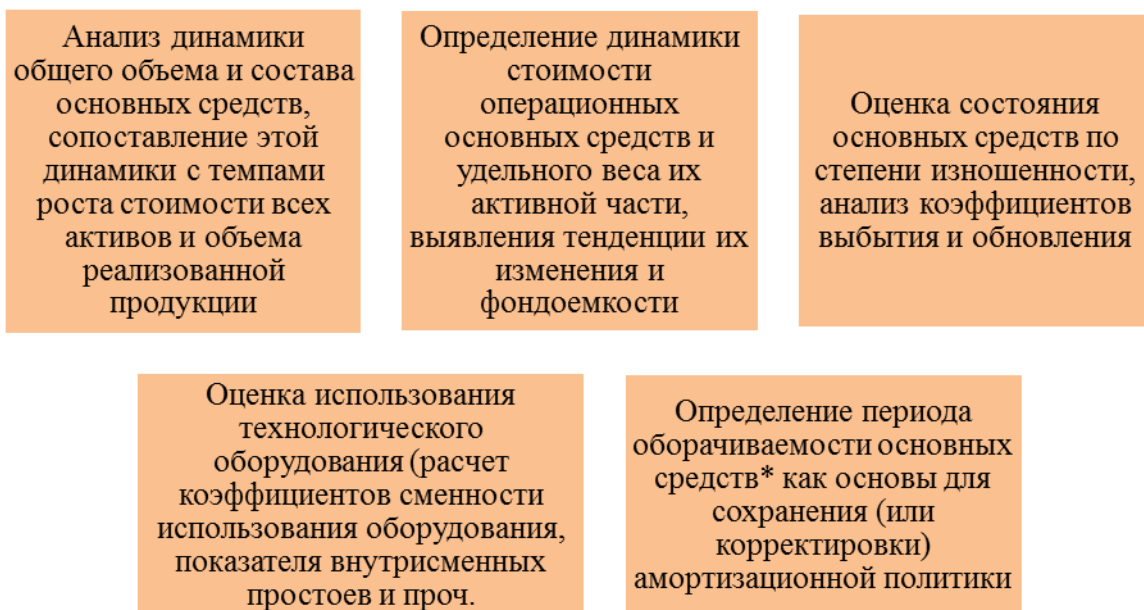 Анализ динамики
общего объема и состава
основных средств,
сопоставление этой
динамики с темпами
роста стоимости всех
активов и объема
реализованной
продукции
Определение динамики
стоимости
операционных
основных средств и
удельного веса их
активной части,
выявления тенденции их
изменения и
фондоемкости
Оценка состояния
основных средств по
степени изношенности,
анализ коэффициентов
выбытия и обновления
Оценка использования
технологического
оборудования (расчет
коэффициентов сменности
использования оборудования,
показателя внутрисменных
простоев и проч.
Определение периода
оборачиваемости основных
средств* как основы для
сохранения (или
корректировки)
амортизационной политики